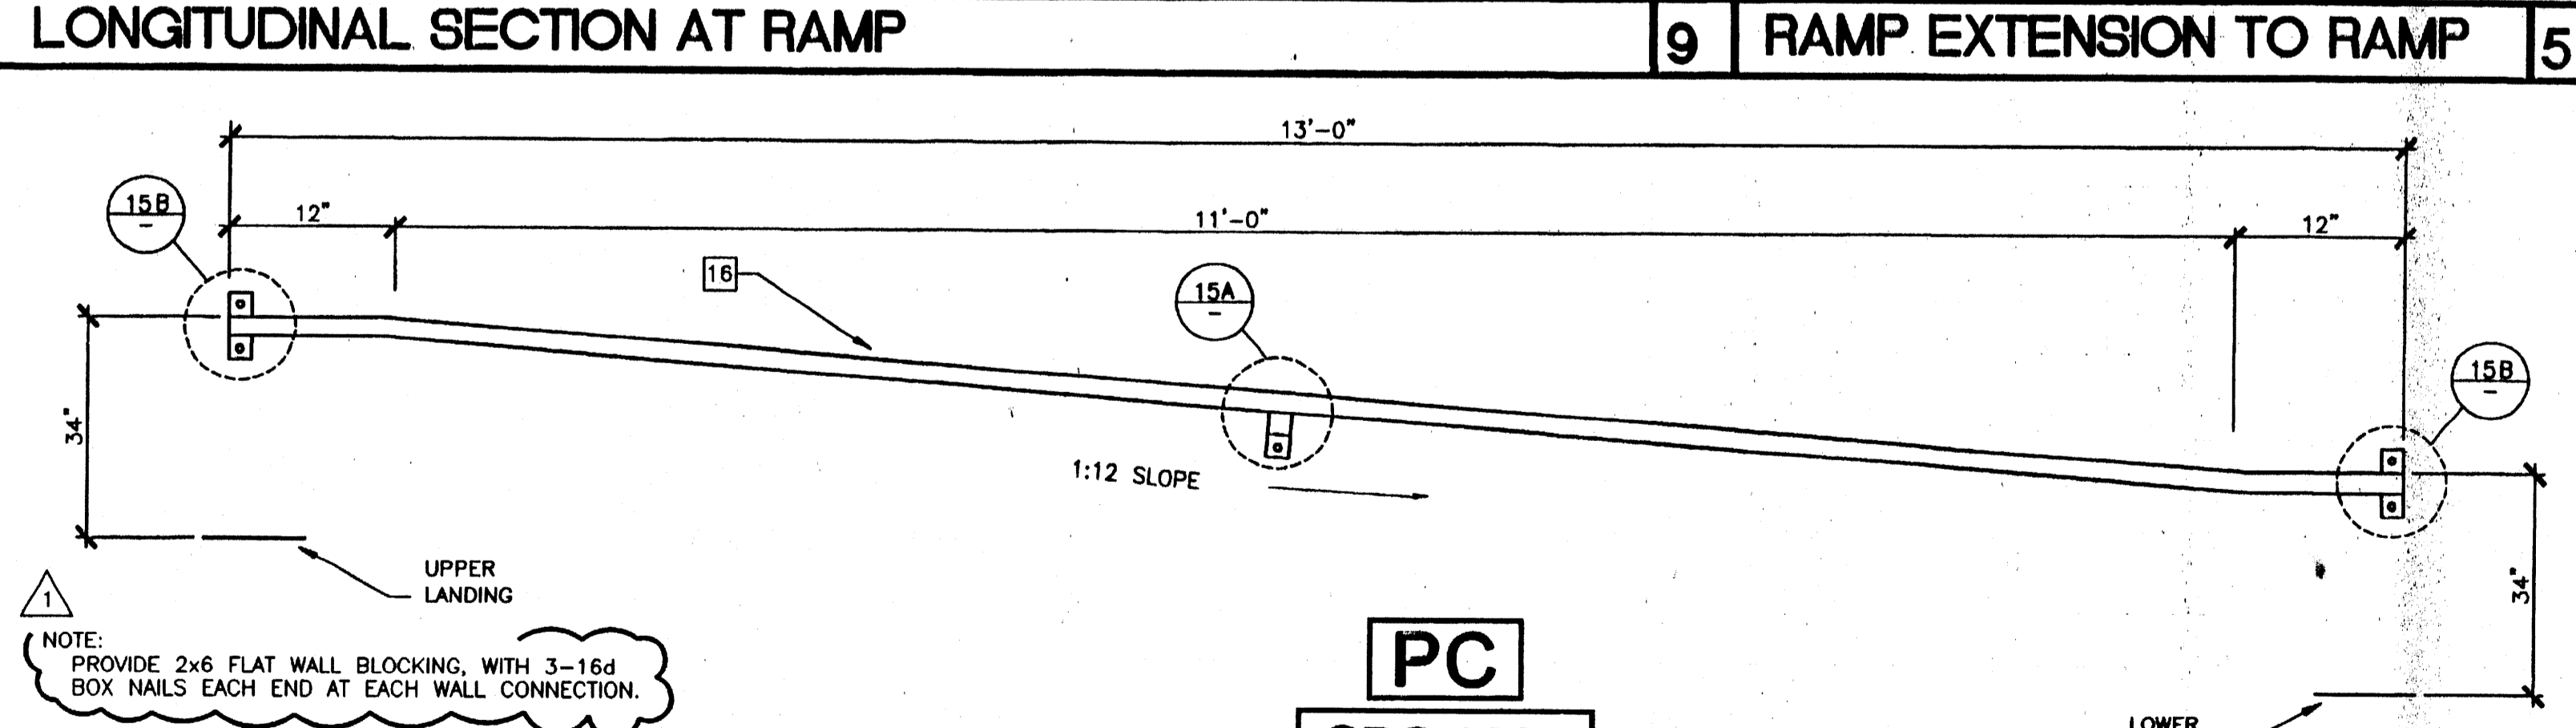 LONGITUDINAL SECTION AT RAMP
9
RAMP EXTENSION TO RAMP
5
13'-0"
15B
-
12"
11'-0"
12"
16
15A
-
15B
-
34"
1:12 SLOPE
UPPER
LANDING
34"
1
NOTE:
PROVIDE 2x6 FLAT WALL BLOCKING, WITH 3-16d
BOX NAILS EACH END AT EACH WALL CONNECTION.
PC
LOWER